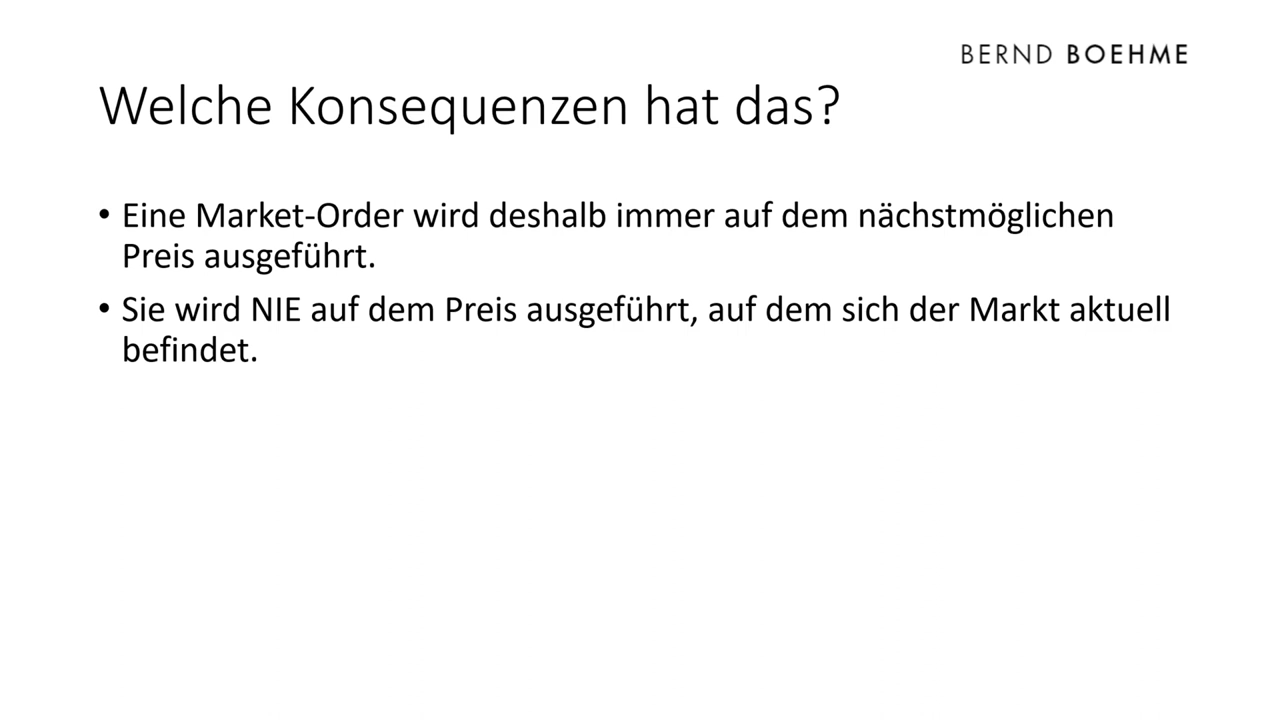 BERND BOEHME
Welche Konsequenzen hat das?
• Eine Market-Order wird deshalb immer auf dem nächstmöglichen
Preis ausgeführt.
• Sie wird NIE auf dem Preis ausgeführt, auf dem sich der Markt aktuell
befindet.